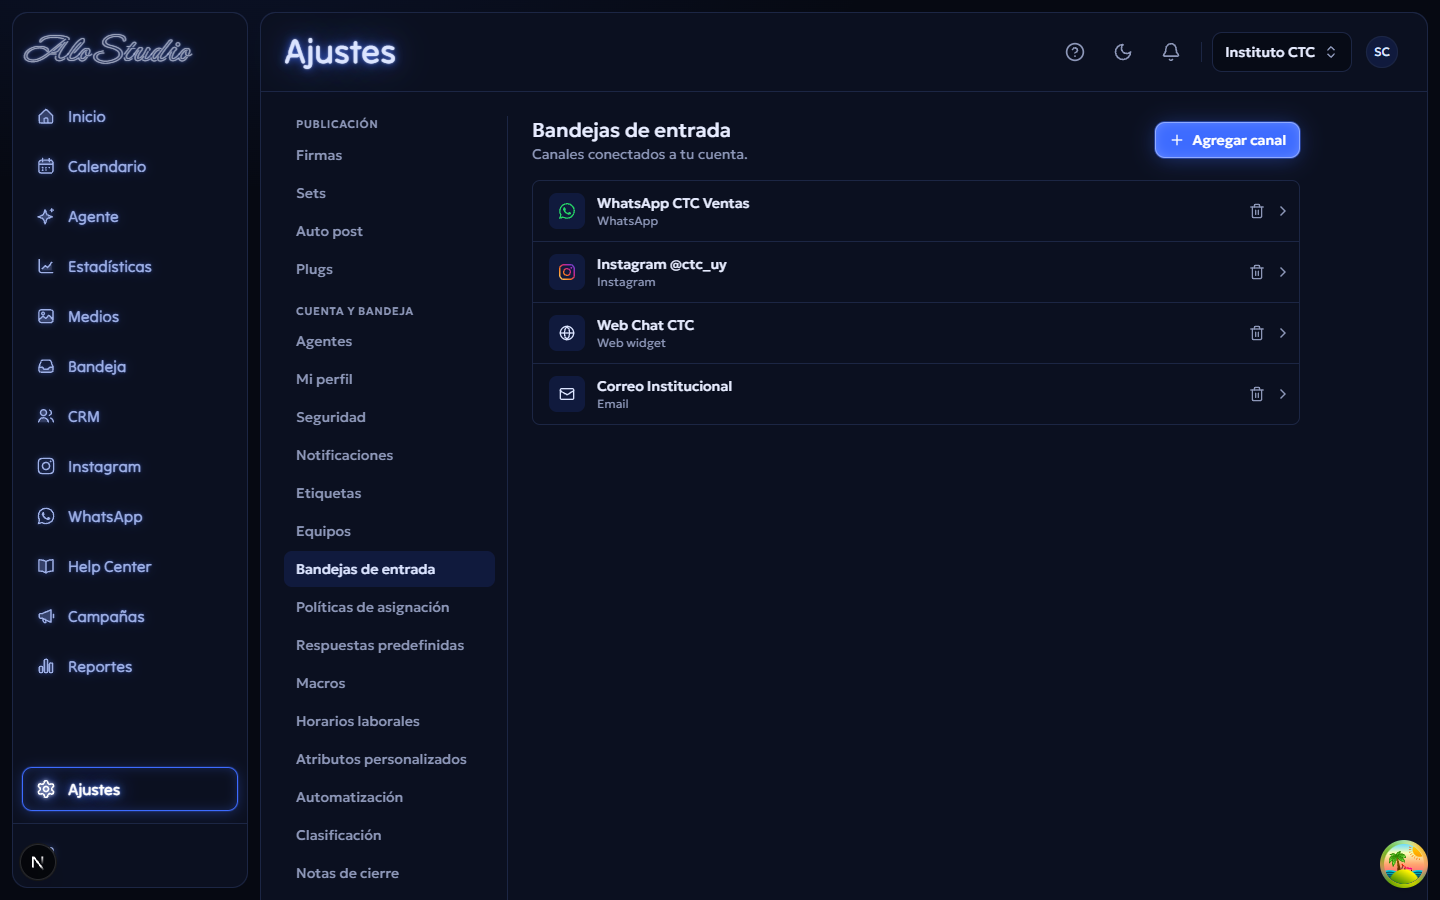 AloStudio
Inicio
Calendario
Agente
Estadísticas
Medios
Bandeja
CRM
Instagram
WhatsApp
Help Center
Campañas
Reportes
Ajustes
N
Ajustes
Instituto CTC
SC
PUBLICACIÓN
Firmas
Sets
Auto post
Plugs
CUENTA Y BANDEJA
Agentes
Mi perfil
Seguridad
Notificaciones
Etiquetas
Equipos
Bandejas de entrada
Políticas de asignación
Respuestas predefinidas
Macros
Horarios laborales
Atributos personalizados
Automatización
Clasificación
Notas de cierre
Bandejas de entrada
Canales conectados a tu cuenta.
Agregar canal
WhatsApp CTC Ventas
WhatsApp
Instagram @ctc_uy
Instagram
Web Chat CTC
Web widget
Correo Institucional
Email